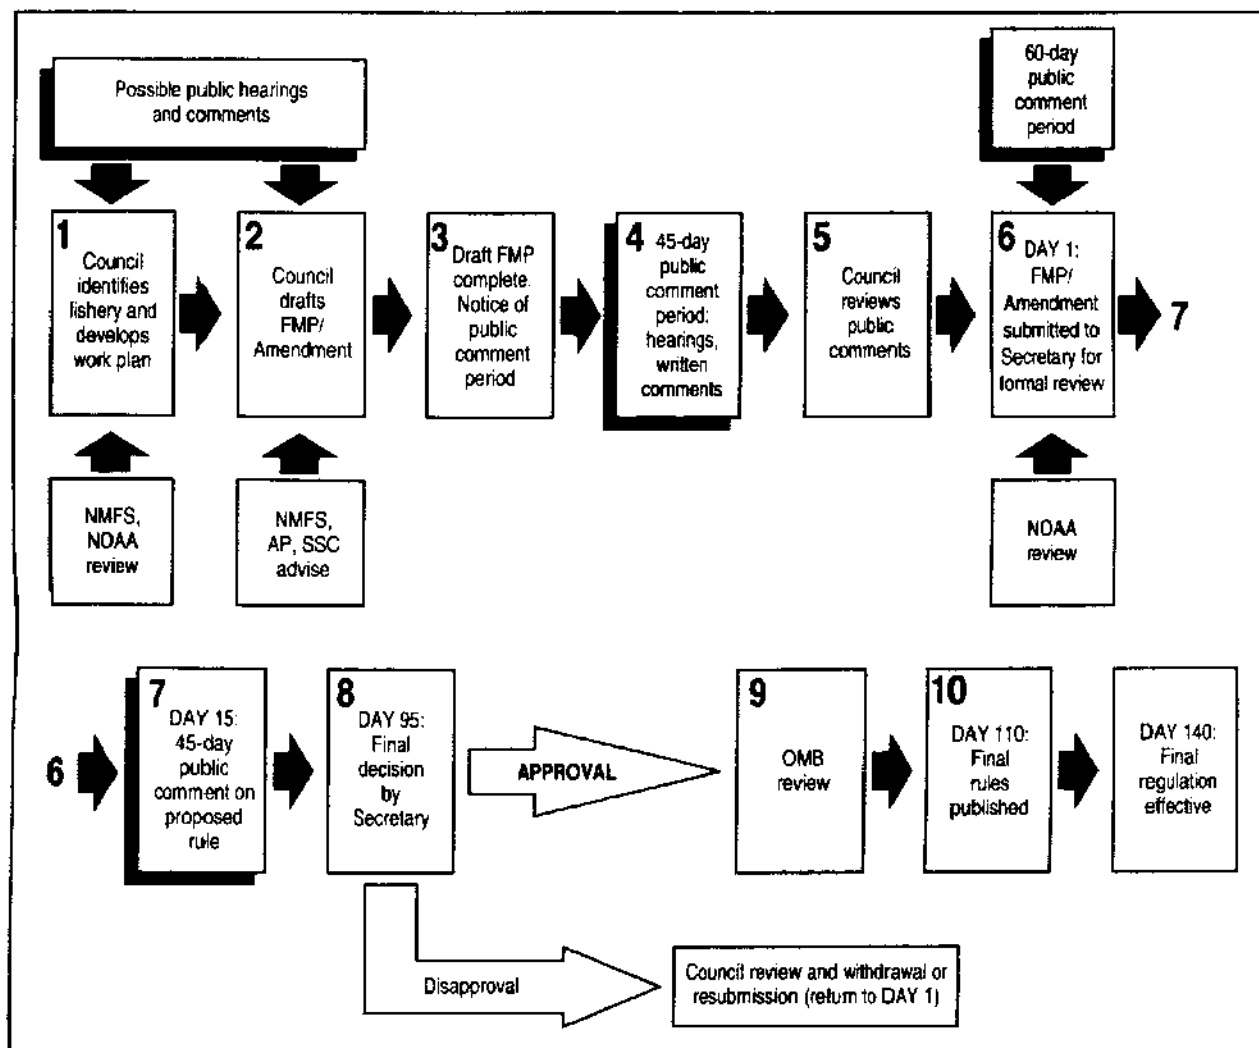 Possible public hearings
and comments
60-day
public
comment
period
1
Council
identifies
fishery and
develops
work plan
2
Council
drafts
FMP/
Amendment
3
Draft FMP
complete.
Notice of
public
comment
period
4
45-day
public
comment
period:
hearings,
written
comments
5
Council
reviews
public
comments
6
DAY 1:
FMP/
Amendment
submitted to
Secretary for
formal review
7
NMFS,
NOAA
review
NMFS,
AP, SSC
advise
NOAA
review
6
7
DAY 15:
45-day
public
comment on
proposed
rule
8
DAY 95:
Final
decision
by
Secretary
APPROVAL
9
OMB
review
10
DAY 110:
Final
rules
published
DAY 140:
Final
regulation
effective
Disapproval
Council review and withdrawal or
resubmission (return to DAY 1)